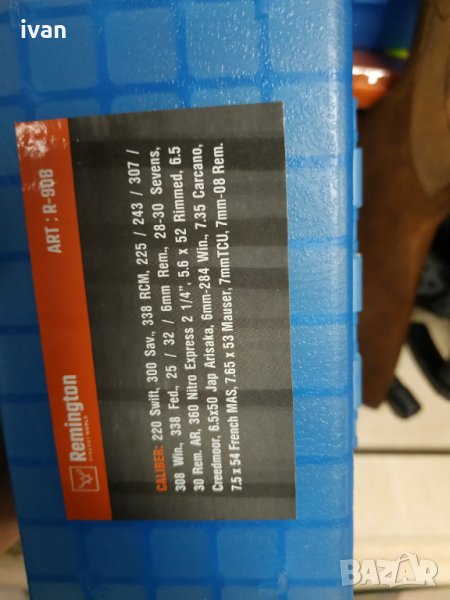 ivan
Remington
ART : R-908
CALIBER: 220 Swift, 300 Sav., 338 RCM, 225 / 243 / 307 /
308 Win., 338 Fed., 25 / 32 / 6mm Rem., 28-30 Sevens,
30 Rem. AR, 360 Nitro Express 2 1/4", 5.6 x 52 Rimmed, 6.5
Creedmoor, 6.5x50 Jap Arisaka, 6mm-284 Win., 7.35 Carcano,
7.5 x 54 French MAS, 7.65 x 53 Mauser, 7mmTCU, 7mm-08 Rem.
BAZAR